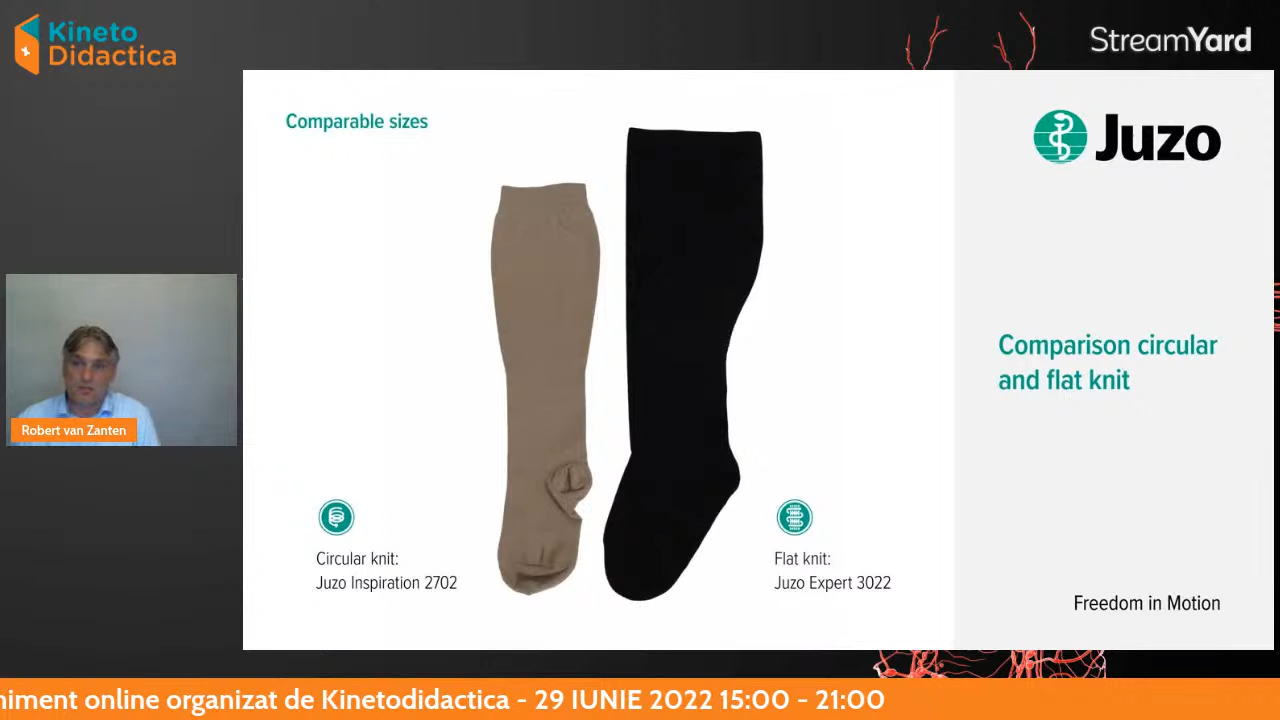 Kineto
Didactica
StreamYard
Comparable sizes
Juzo
Comparison circular
and flat knit
Robert van Zanten
Circular knit:
Juzo Inspiration 2702
Flat knit:
Juzo Expert 3022
Freedom in Motion
niment online organizat de Kinetodidactica - 29 IUNIE 2022 15:00 - 21:00